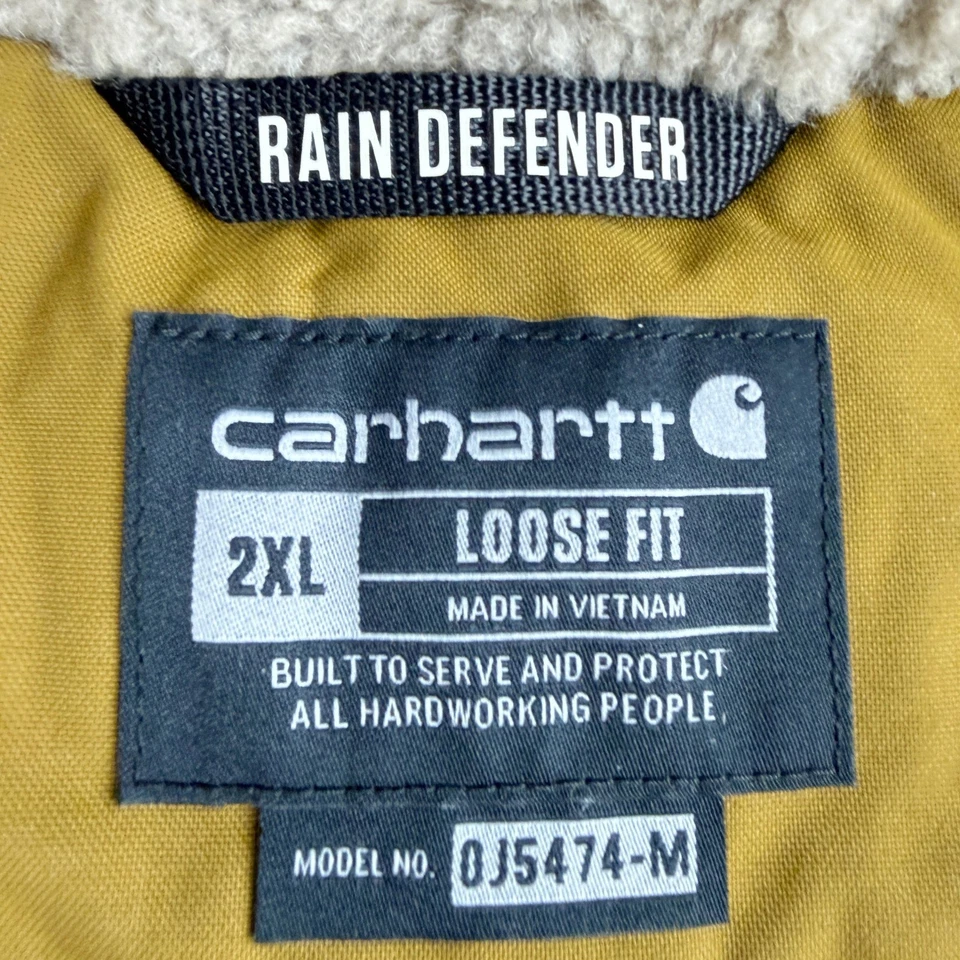 RAIN DEFENDER
carhartt
2XL
LOOSE FIT
MADE IN VIETNAM
BUILT TO SERVE AND PROTECT
ALL HARDWORKING PEOPLE.
MODEL NO. 0J5474-M